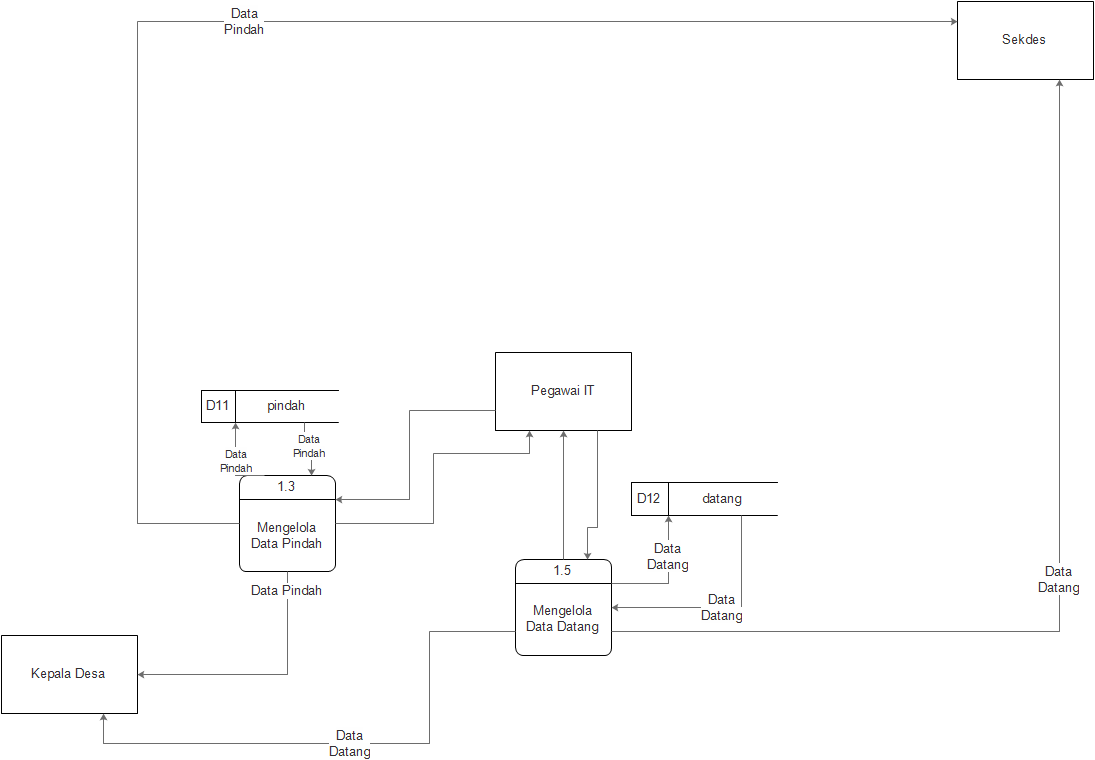 Data
Pindah
Sekdes
Pegawai IT
D11
pindah
Data
Pindah
Data
Pindah
1.3
Mengelola
Data Pindah
D12
datang
Data
Datang
1.5
Mengelola
Data Datang
Data
Datang
Data
Datang
Data Pindah
Kepala Desa
Data
Datang